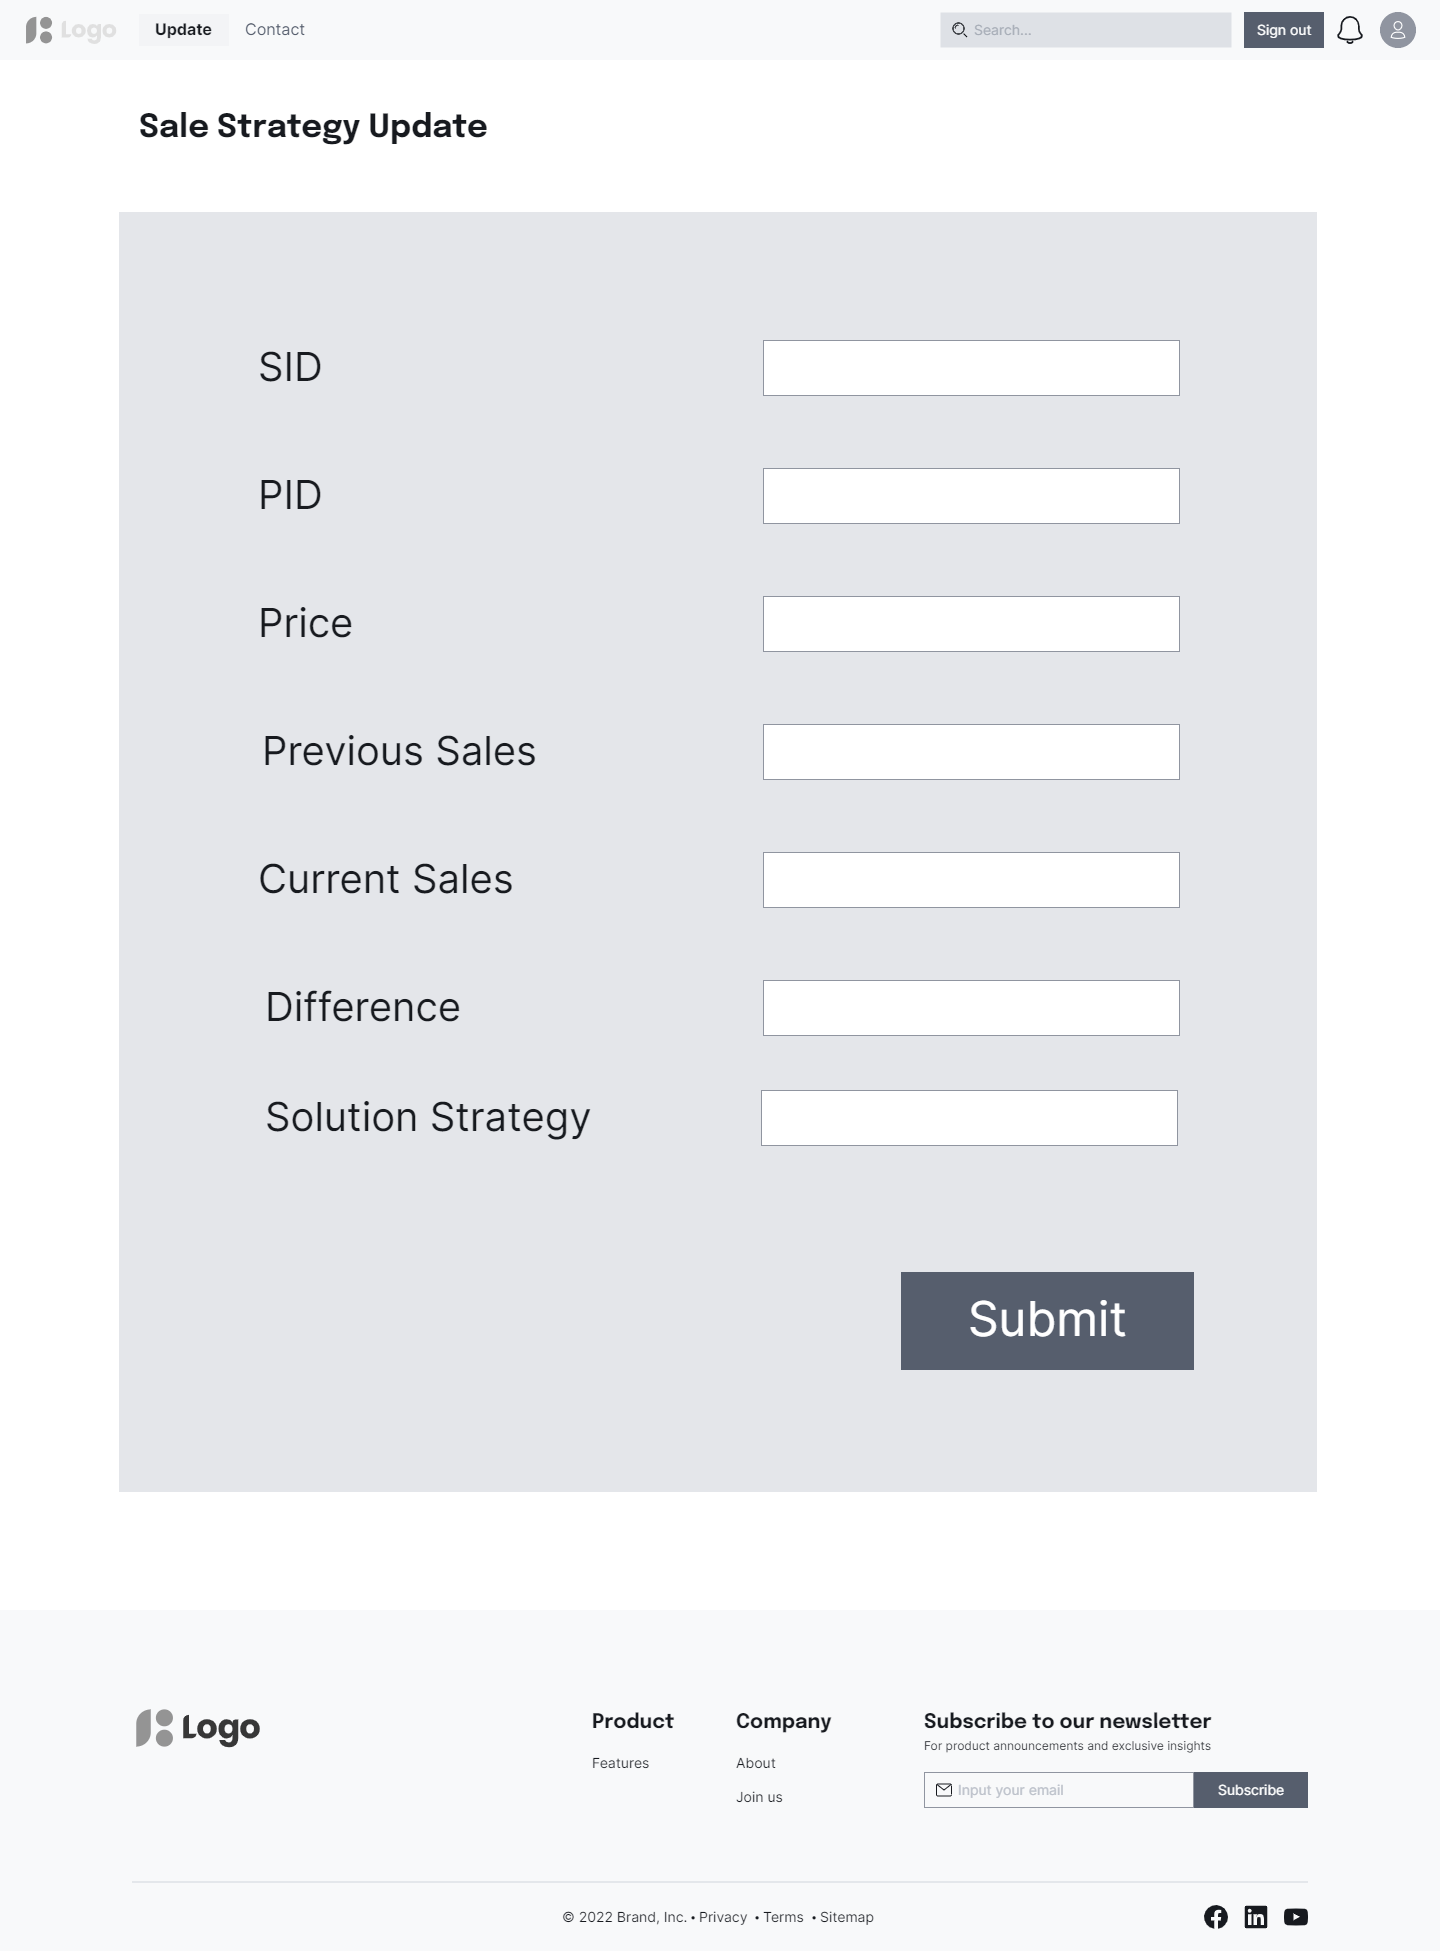 Logo
Update
Contact
Search...
Sign out
Sale Strategy Update
SID
PID
Price
Previous Sales
Current Sales
Difference
Solution Strategy
Submit
Logo
Product
Features
Company
About
Join us
Subscribe to our newsletter
For product announcements and exclusive insights
Input your email
Subscribe
© 2022 Brand, Inc. • Privacy • Terms • Sitemap